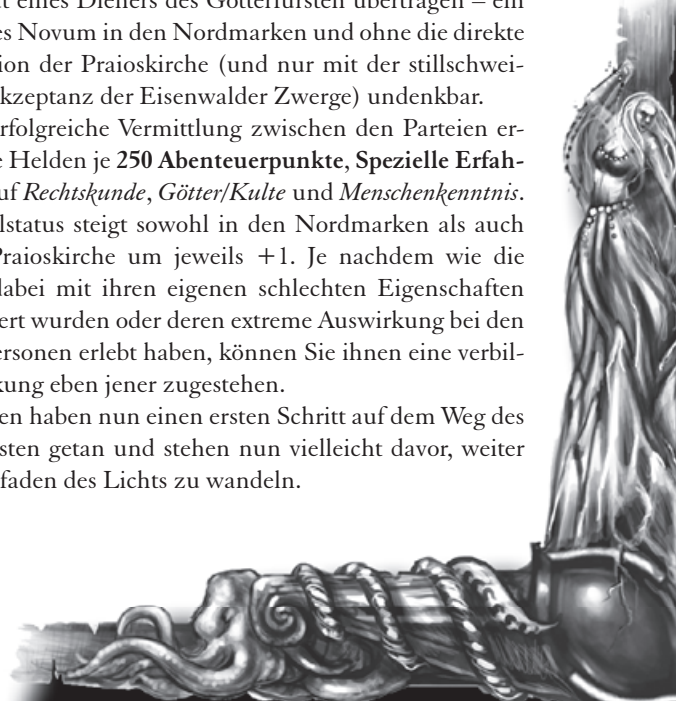 eines Dieners des Götterfürsten übertragen – ein
es Novum in den Nordmarken und ohne die direkte
ion der Praioskirche (und nur mit der stillschwei-
kzeptanz der Eisenwalder Zwerge) undenkbar.
rfolgreiche Vermittlung zwischen den Parteien er-
e Helden je 250 Abenteuerpunkte, Spezielle Erfah-
uf Rechtskunde, Götter/Kulte und Menschenkenntnis.
lstatus steigt sowohl in den Nordmarken als auch
Praioskirche um jeweils +1. Je nachdem wie die
dabei mit ihren eigenen schlechten Eigenschaften
ert wurden oder deren extreme Auswirkung bei den
ersonen erlebt haben, können Sie ihnen eine verbil-
kung eben jener zugestehen.
en haben nun einen ersten Schritt auf dem Weg des
sten getan und stehen nun vielleicht davor, weiter
faden des Lichts zu wandeln.